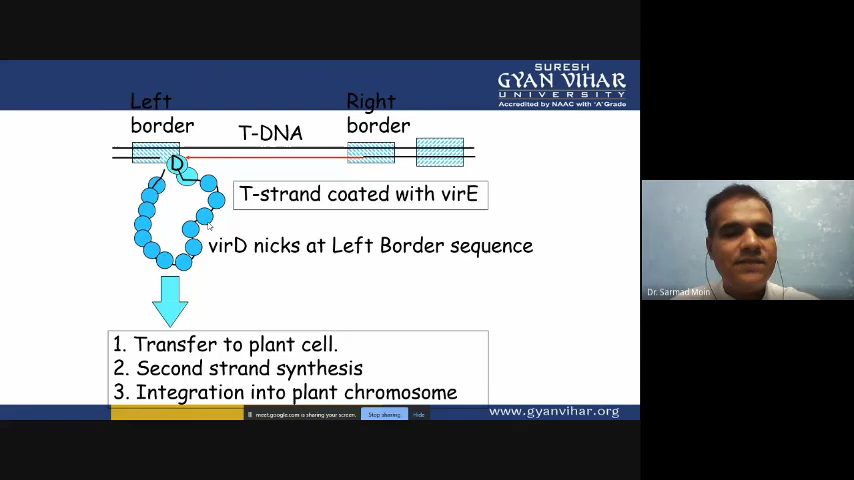 SURESH
GYAN VIHAR
UNIVERSITY
Accredited by NAAC with 'A' Grade
Left
border
T-DNA
Right
border
D
T-strand coated with virE
virD nicks at Left Border sequence
1. Transfer to plant cell.
2. Second strand synthesis
3. Integration into plant chromosome
meet.google.com is sharing your screen.
Stop sharing
Hide
www.gyanvihar.org
Dr. Sarmad Moin